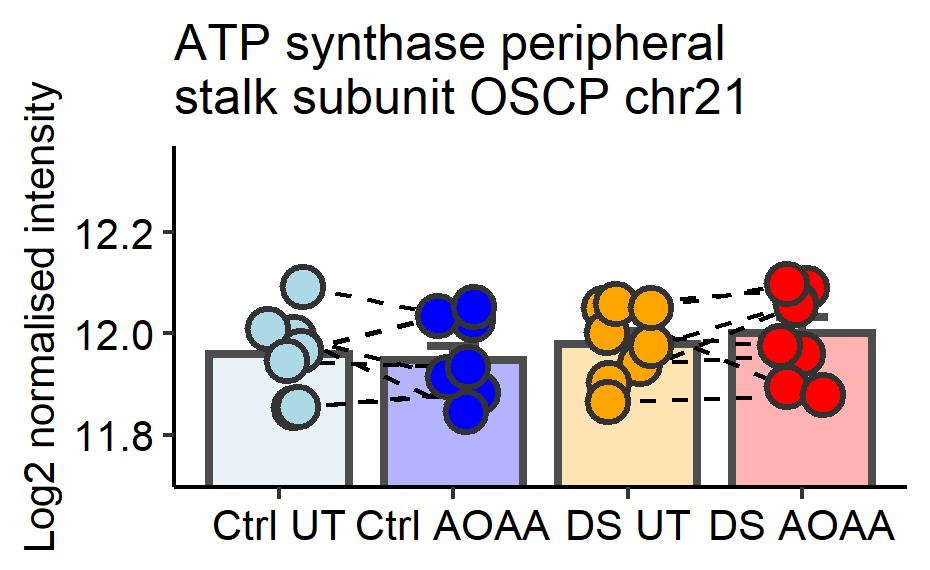 ATP synthase peripheral
stalk subunit OSCP chr21
Log2 normalised intensity
12.2
12.0
11.8
Ctrl UT Ctrl AOAA DS UT DS AOAA